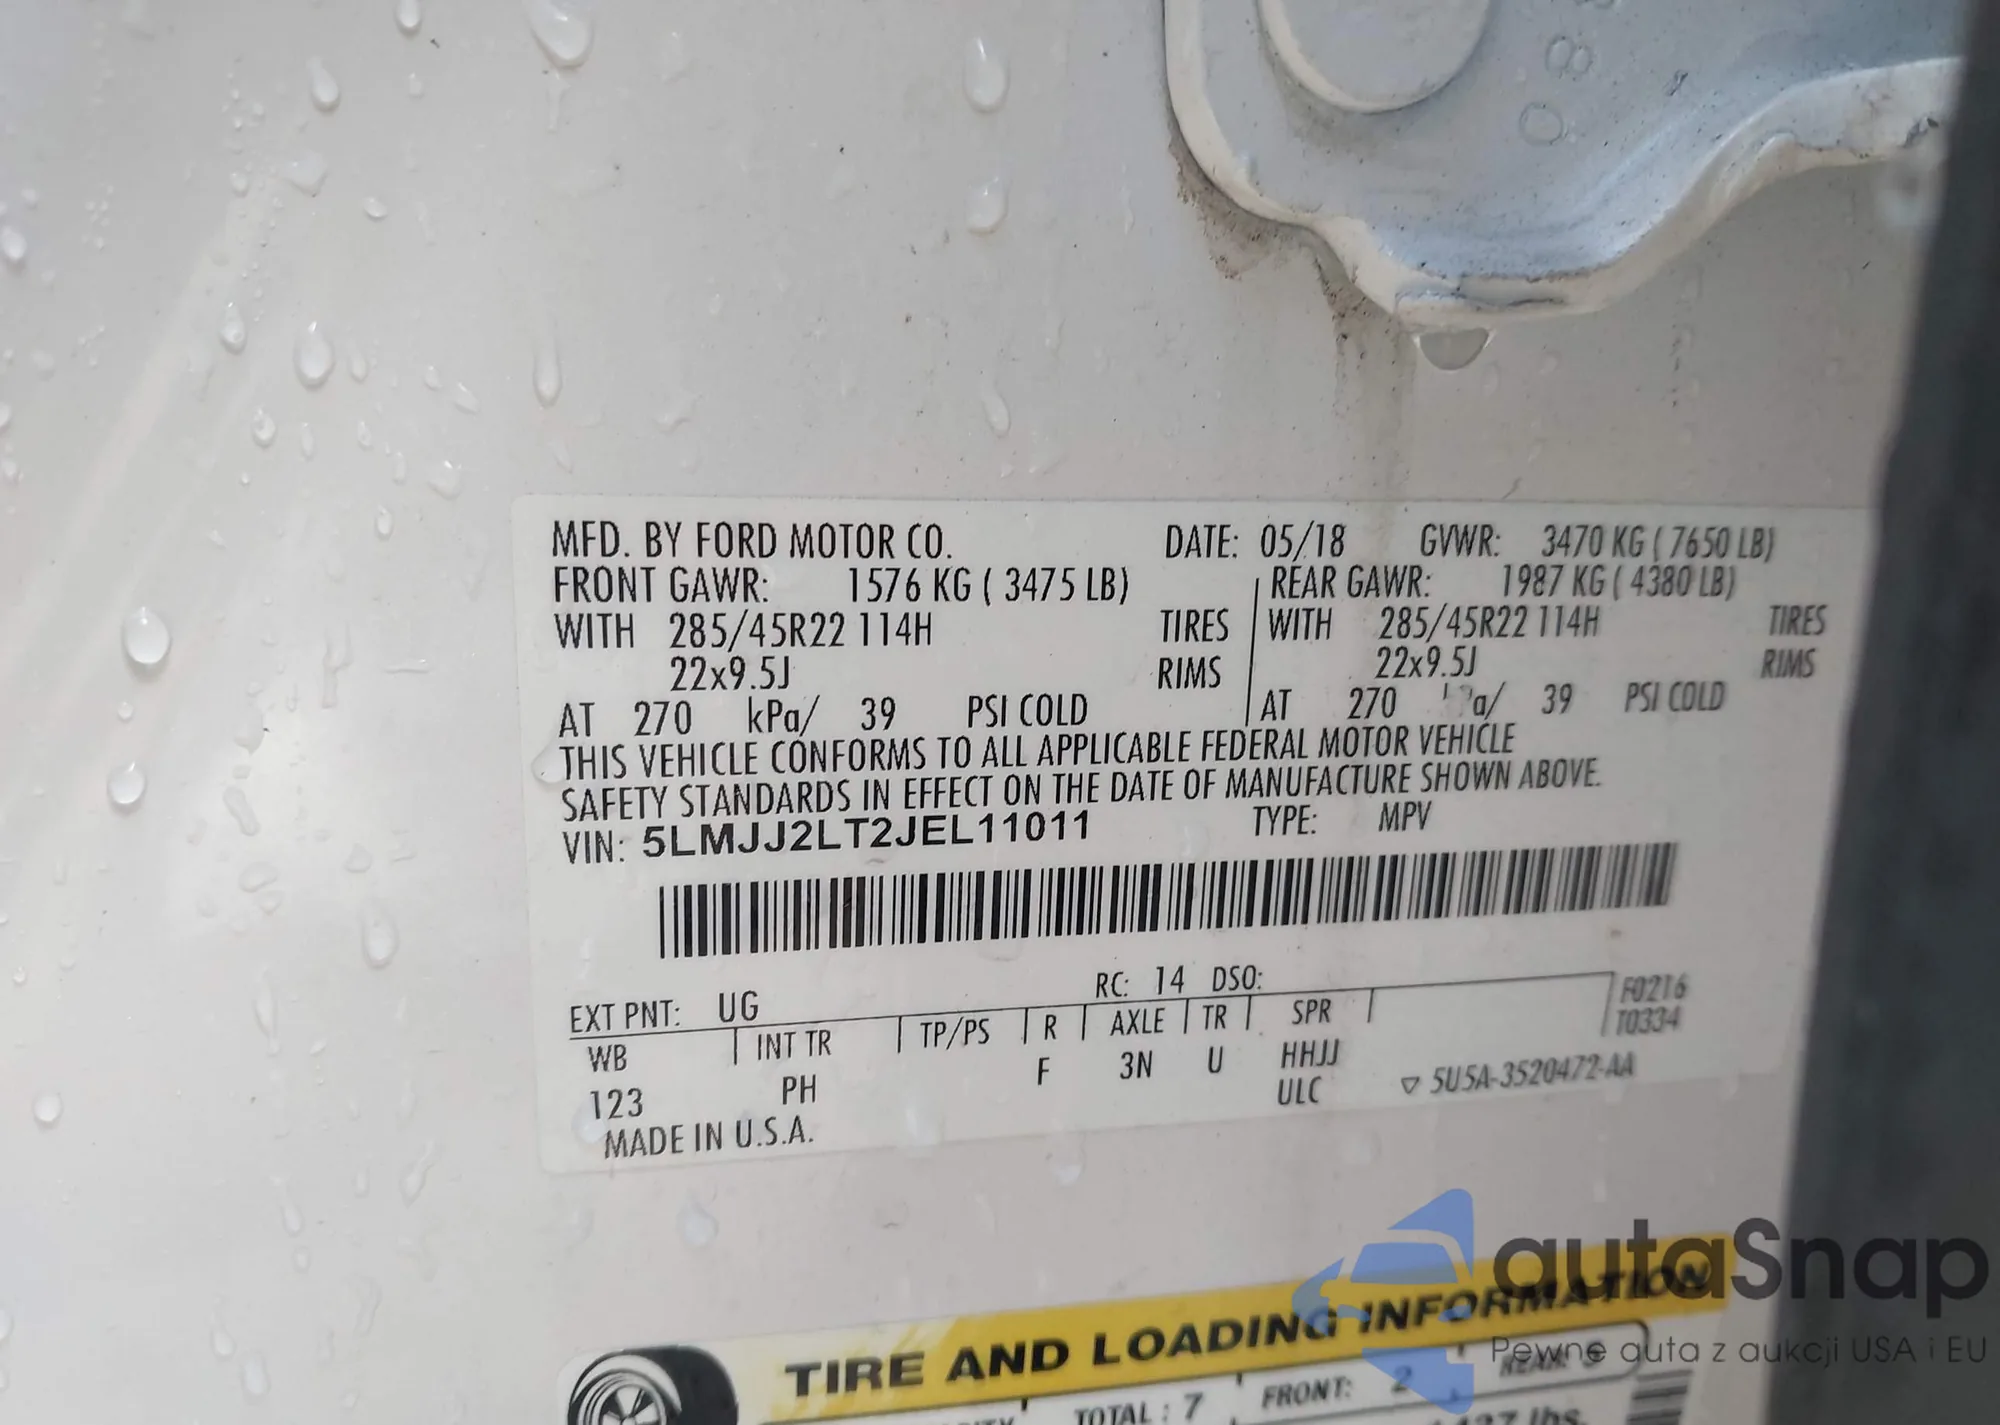 MFD. BY FORD MOTOR CO. DATE: 05/18 GVWR: 3470 KG ( 7650 LB)
FRONT GAWR: 1576 KG ( 3475 LB) REAR GAWR: 1987 KG ( 4380 LB)
WITH 285/45R22 114H TIRES WITH 285/45R22 114H TIRES
22x9.5J RIMS 22x9.5J RIMS
AT 270 kPa/ 39 PSI COLD AT 270 kPa/ 39 PSI COLD
THIS VEHICLE CONFORMS TO ALL APPLICABLE FEDERAL MOTOR VEHICLE
SAFETY STANDARDS IN EFFECT ON THE DATE OF MANUFACTURE SHOWN ABOVE.
VIN: 5LMJJ2LT2JEL11011 TYPE: MPV
EXT PNT: UG RC: 14 DSO: F0216
WB INT TR TP/PS R AXLE TR SPR T0334
123 PH F 3N U HHJJ
ULC ▽ 5U5A-3520472-AA
MADE IN U.S.A.
autaSnap
Pewne auta z aukcji USA i EU
TIRE AND LOADING INFORMATION
TOTAL : 7 FRONT: 2
lbs.